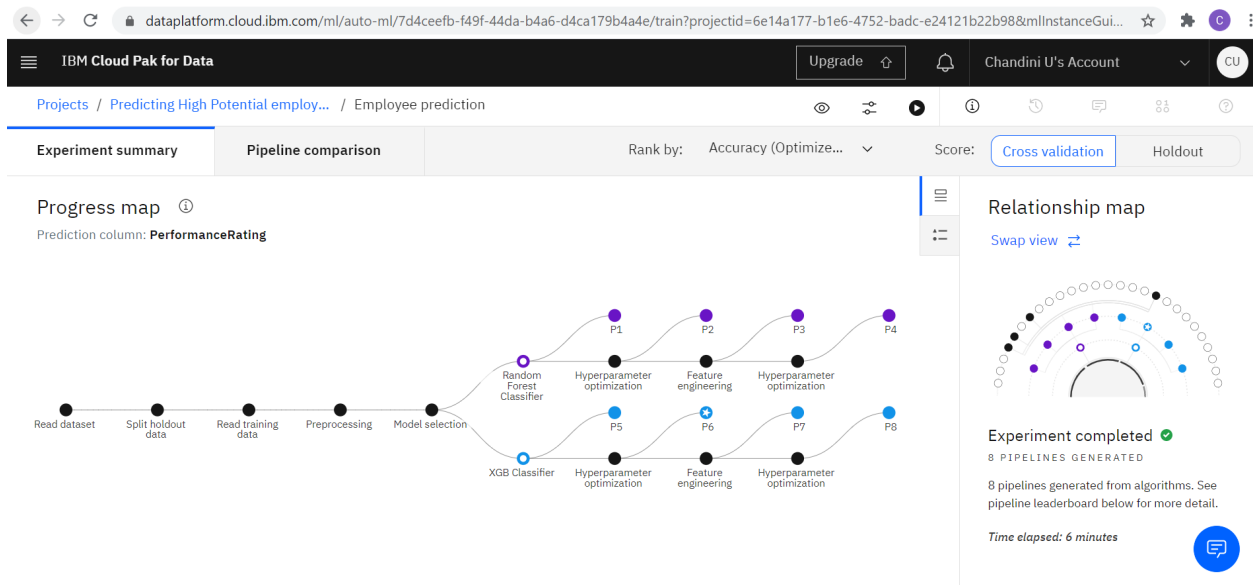 dataplatform.cloud.ibm.com/ml/auto-ml/7d4ceefb-f49f-44da-b4a6-d4ca179b4a4e/train?projectid=6e14a177-b1e6-4752-badc-e24121b22b98&mlInstanceGui...
C
IBM Cloud Pak for Data
Upgrade
Chandini U's Account
CU
Projects / Predicting High Potential employ... / Employee prediction
Experiment summary
Pipeline comparison
Rank by: Accuracy (Optimize...
Score: Cross validation Holdout
Progress map
Prediction column: PerformanceRating
P1 P2 P3 P4
Random Forest Classifier
Hyperparameter optimization
Feature engineering
Hyperparameter optimization
Read dataset
Split holdout data
Read training data
Preprocessing
Model selection
P5 P6 P7 P8
XGB Classifier
Hyperparameter optimization
Feature engineering
Hyperparameter optimization
Relationship map
Swap view
Experiment completed
8 PIPELINES GENERATED
8 pipelines generated from algorithms. See
pipeline leaderboard below for more detail.
Time elapsed: 6 minutes